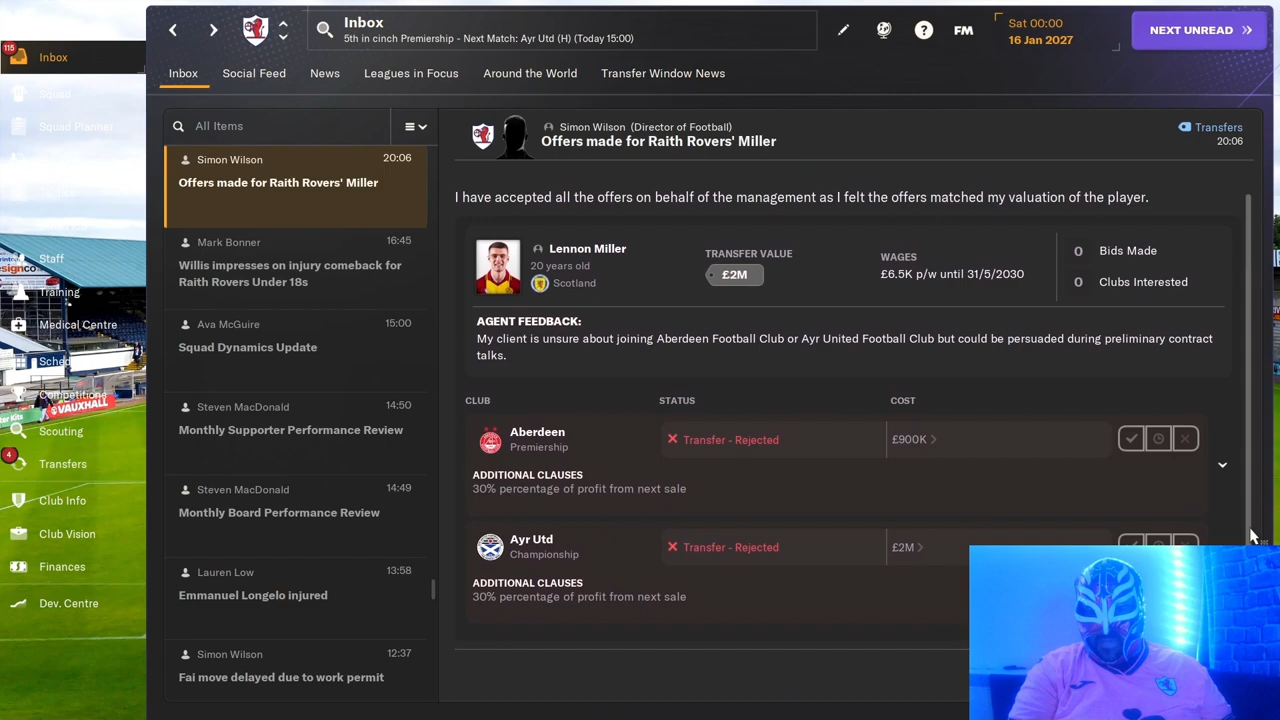 Inbox
5th in cinch Premiership - Next Match: Ayr Utd (H) (Today 15:00)
FM
Sat 00:00
16 Jan 2027
NEXT UNREAD
115
Inbox
Squad
Squad Planner
Staff
Training
Medical Centre
Sched
Competitions
Scouting
4
Transfers
Club Info
Club Vision
Finances
Dev. Centre
VAUXHALL
Inbox
Social Feed
News
Leagues in Focus
Around the World
Transfer Window News
All Items
Simon Wilson
20:06
Offers made for Raith Rovers' Miller
Mark Bonner
16:45
Willis impresses on injury comeback for
Raith Rovers Under 18s
Ava McGuire
15:00
Squad Dynamics Update
Steven MacDonald
14:50
Monthly Supporter Performance Review
Steven MacDonald
14:49
Monthly Board Performance Review
Lauren Low
13:58
Emmanuel Longelo injured
Simon Wilson
12:37
Fai move delayed due to work permit
Simon Wilson (Director of Football)
Offers made for Raith Rovers' Miller
Transfers
20:06
I have accepted all the offers on behalf of the management as I felt the offers matched my valuation of the player.
Lennon Miller
20 years old
Scotland
TRANSFER VALUE
£2M
WAGES
£6.5K p/w until 31/5/2030
0 Bids Made
0 Clubs Interested
AGENT FEEDBACK:
My client is unsure about joining Aberdeen Football Club or Ayr United Football Club but could be persuaded during preliminary contract
talks.
CLUB
STATUS
COST
Aberdeen
Premiership
Transfer - Rejected
£900K
ADDITIONAL CLAUSES
30% percentage of profit from next sale
Ayr Utd
Championship
Transfer - Rejected
£2M
ADDITIONAL CLAUSES
30% percentage of profit from next sale